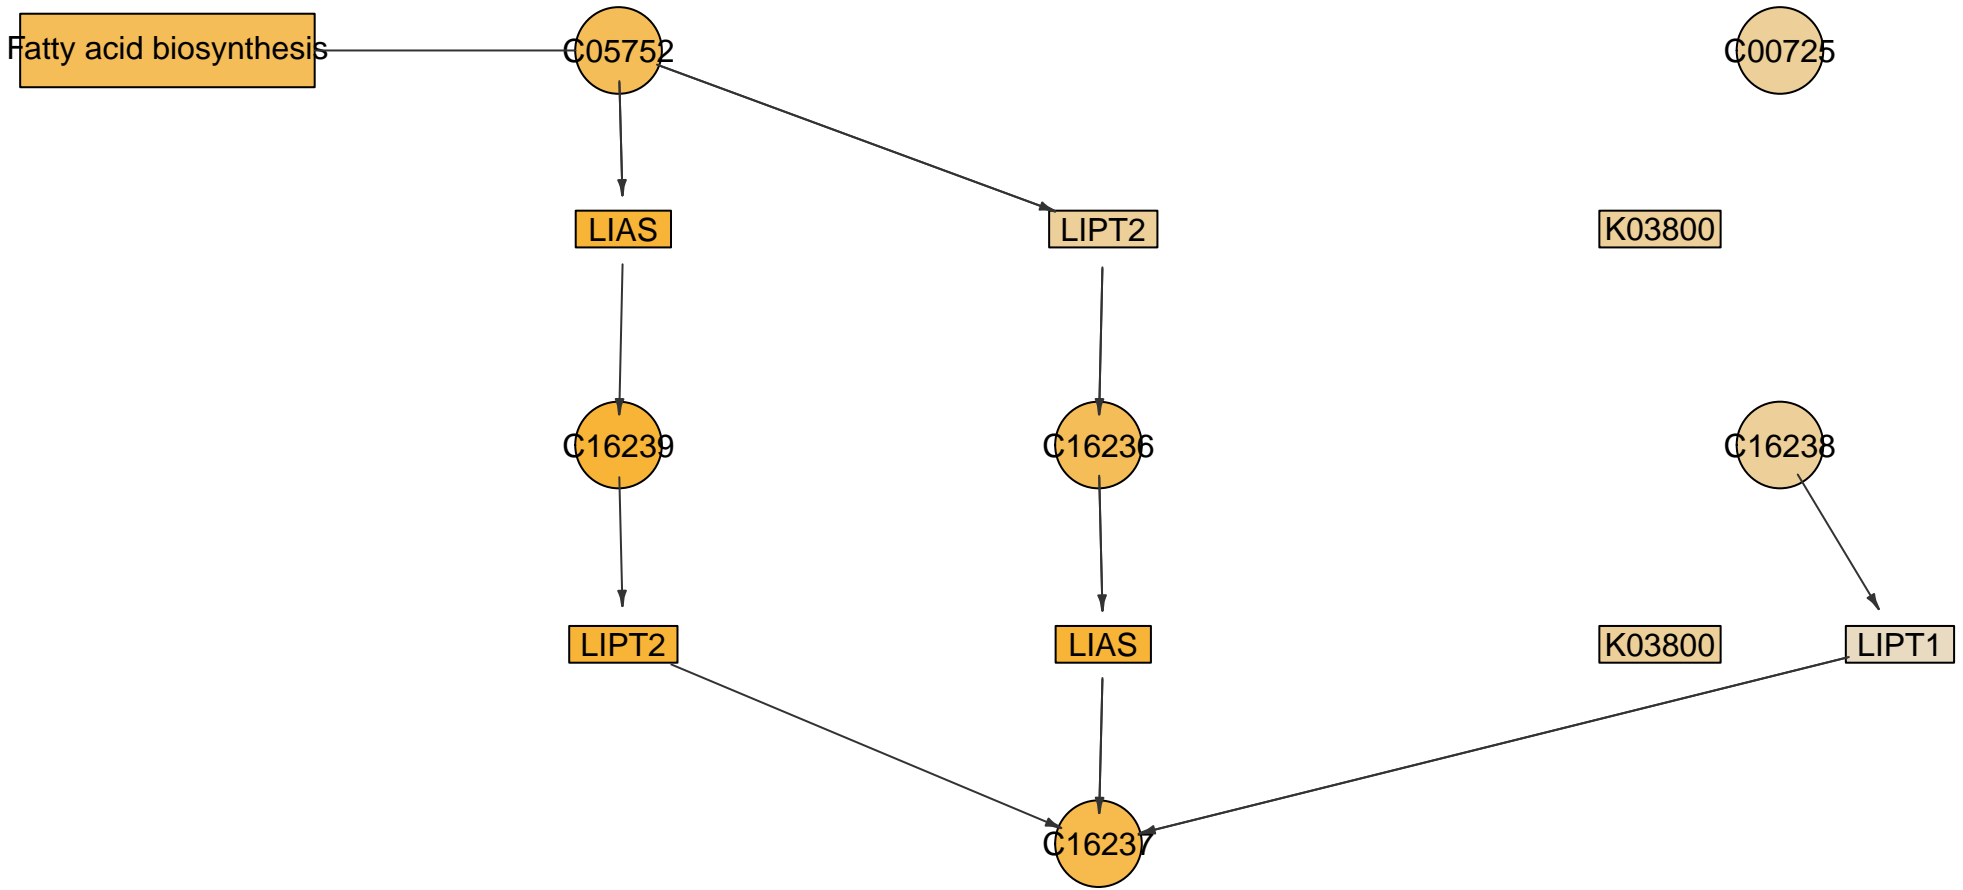 Fatty acid biosynthesis
C05752
C00725
LIAS
LIPT2
K03800
C16239
C16236
C16238
LIPT2
LIAS
K03800
LIPT1
C16237